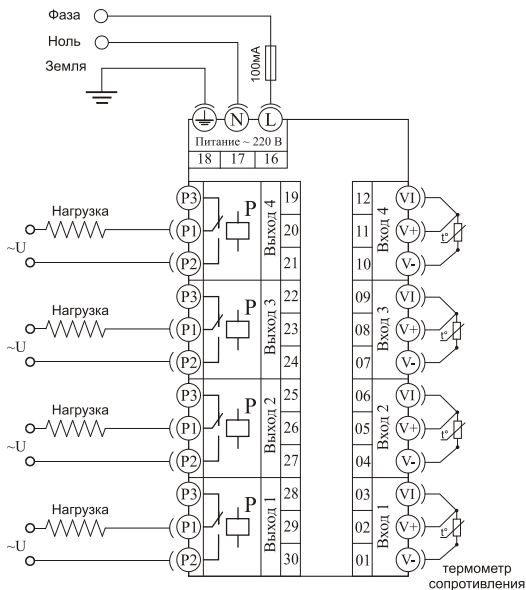 Фаза
Ноль
Земля
100мА
N L
Питание ~ 220 В
18 17 16
P3 P 19 12 VI
Нагрузка P1 Выход 4 20 11 Вход 4 V+ t°
~U P2 21 10 V-
P3 P 22 09 VI
Нагрузка P1 Выход 3 23 08 Вход 3 V+ t°
~U P2 24 07 V-
P3 P 25 06 VI
Нагрузка P1 Выход 2 26 05 Вход 2 V+ t°
~U P2 27 04 V-
P3 P 28 03 VI
Нагрузка P1 Выход 1 29 02 Вход 1 V+ t°
~U P2 30 01 V-
термометр
сопротивления